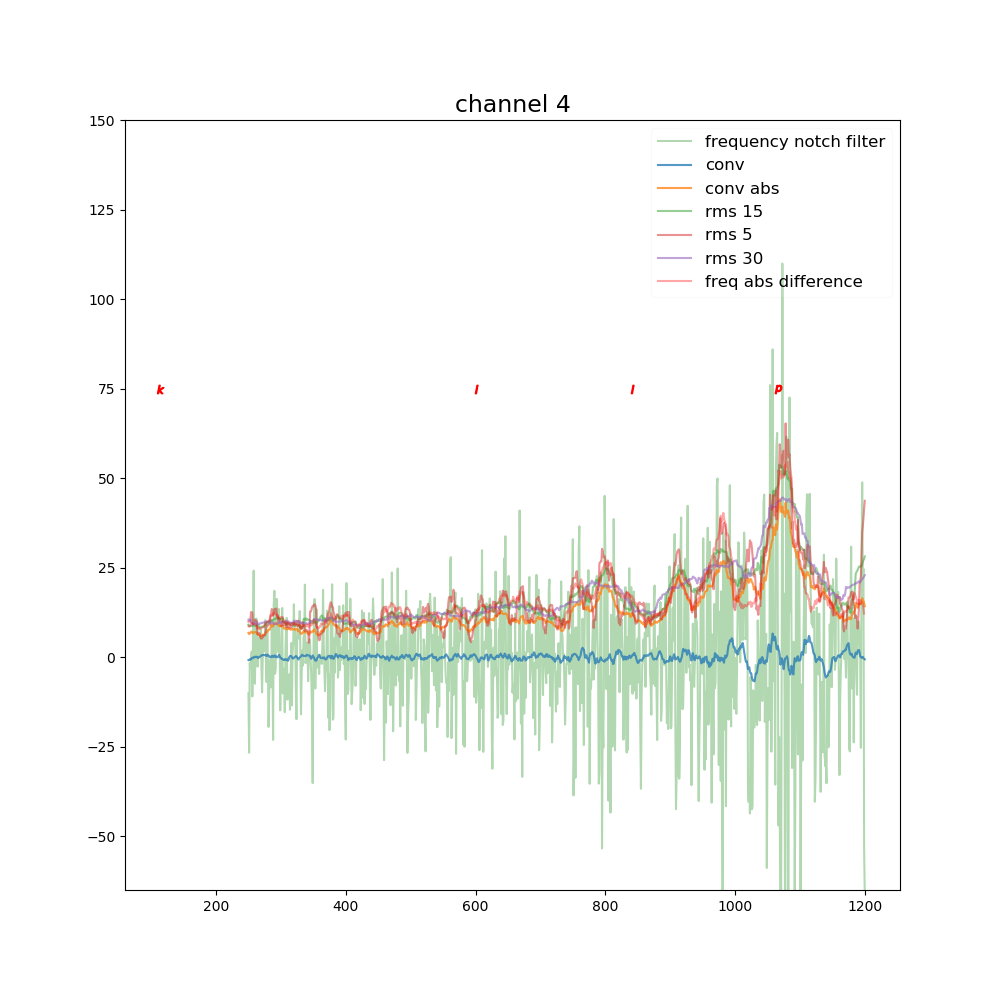 channel 4
150
125
100
75
50
25
0
−25
−50
frequency notch filter
conv
conv abs
rms 15
rms 5
rms 30
freq abs difference
k l l p
200 400 600 800 1000 1200